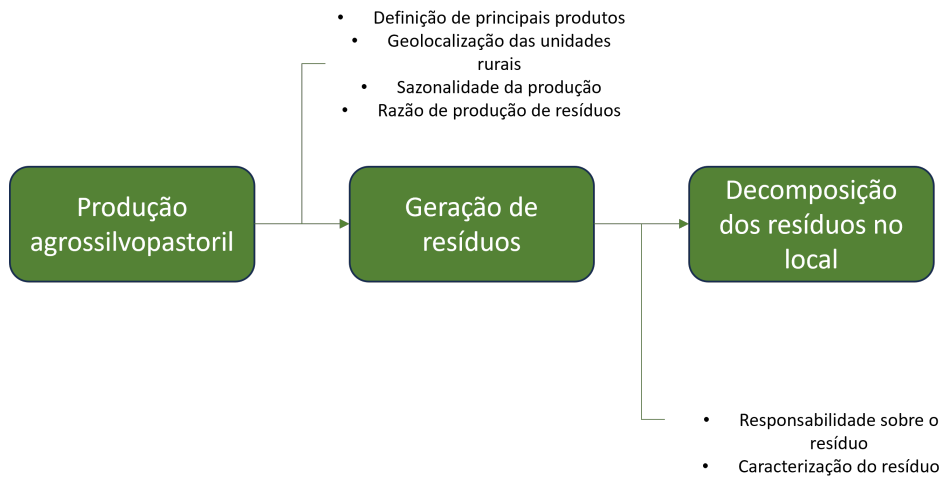 • Definição de principais produtos
• Geolocalização das unidades
rurais
• Sazonalidade da produção
• Razão de produção de resíduos
Produção
agrossilvopastoril
Geração de
resíduos
Decomposição
dos resíduos no
local
• Responsabilidade sobre o
resíduo
• Caracterização do resíduo